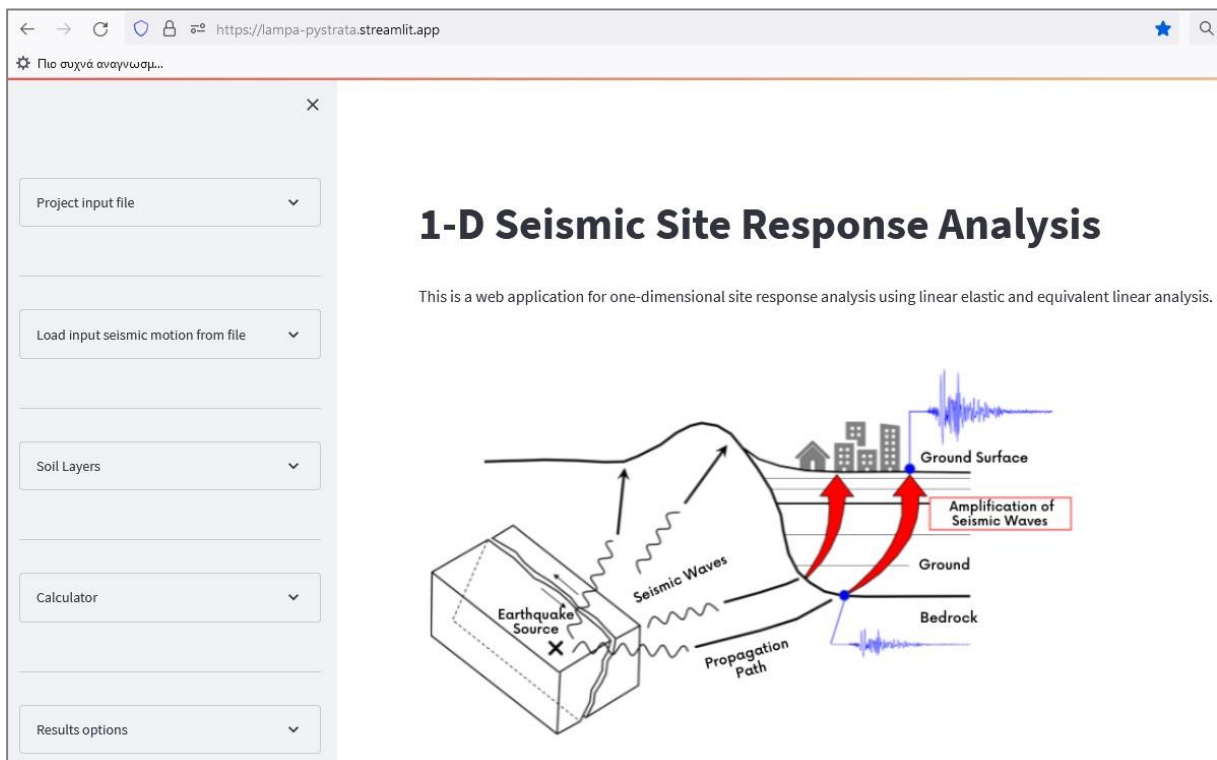 https://lampa-pystrata.streamlit.app
Πιο συχνά αναγνωσμ...
Project input file
Load input seismic motion from file
Soil Layers
Calculator
Results options
1-D Seismic Site Response Analysis
This is a web application for one-dimensional site response analysis using linear elastic and equivalent linear analysis.
Ground Surface
Amplification of
Seismic Waves
Ground
Bedrock
Seismic Waves
Earthquake
Source
Propagation
Path